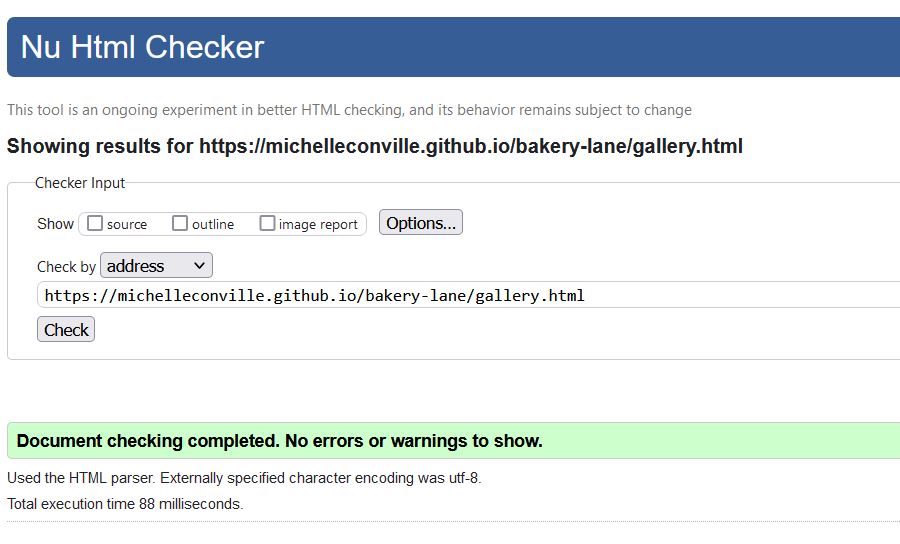 Nu Html Checker
This tool is an ongoing experiment in better HTML checking, and its behavior remains subject to change
Showing results for https://michelleconville.github.io/bakery-lane/gallery.html
Checker Input
Show source outline image report Options...
Check by address
https://michelleconville.github.io/bakery-lane/gallery.html
Check
Document checking completed. No errors or warnings to show.
Used the HTML parser. Externally specified character encoding was utf-8.
Total execution time 88 milliseconds.